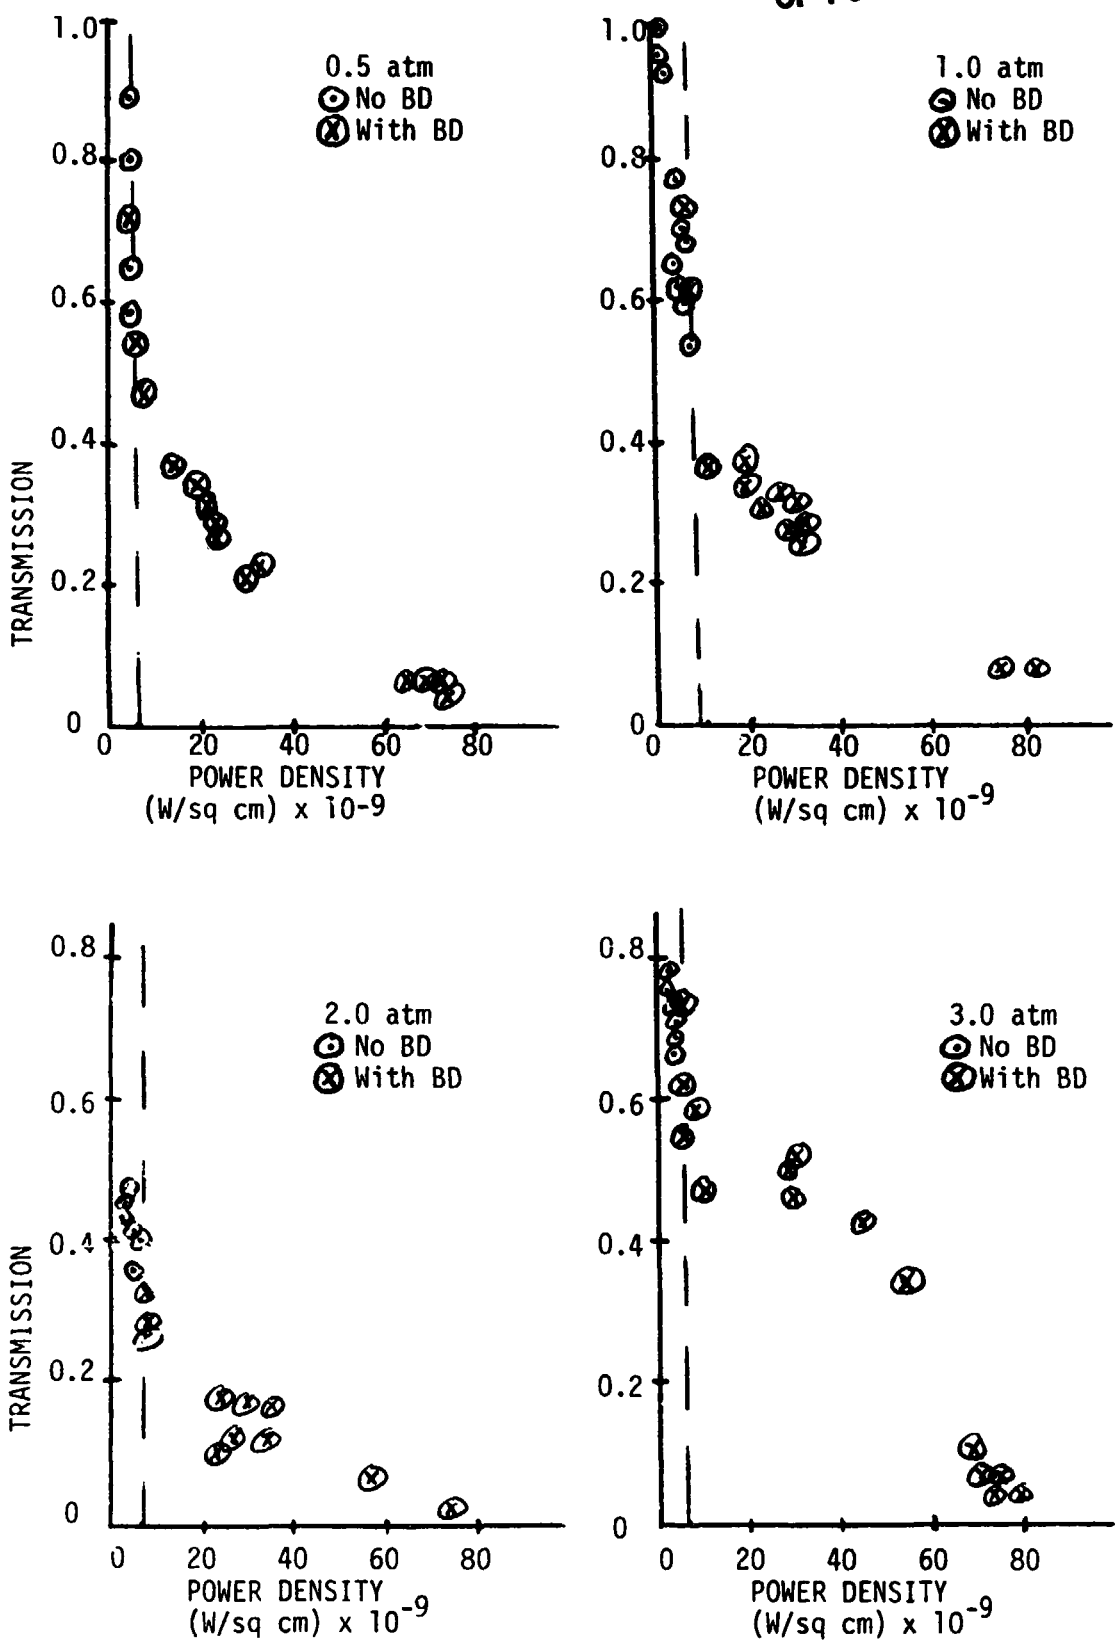 1.0
0.5 atm
No BD
With BD
0.8
0.6
0.4
0.2
0
TRANSMISSION
0 20 40 60 80
POWER DENSITY
(W/sq cm) x 10-9
1.0
1.0 atm
No BD
With BD
0.8
0.6
0.4
0.2
0
0 20 40 60 80
POWER DENSITY
(W/sq cm) x 10-9
0.8
2.0 atm
No BD
With BD
0.6
0.4
0.2
0
TRANSMISSION
0 20 40 60 80
POWER DENSITY
(W/sq cm) x 10-9
0.8
3.0 atm
No BD
With BD
0.6
0.4
0.2
0
0 20 40 60 80
POWER DENSITY
(W/sq cm) x 10-9